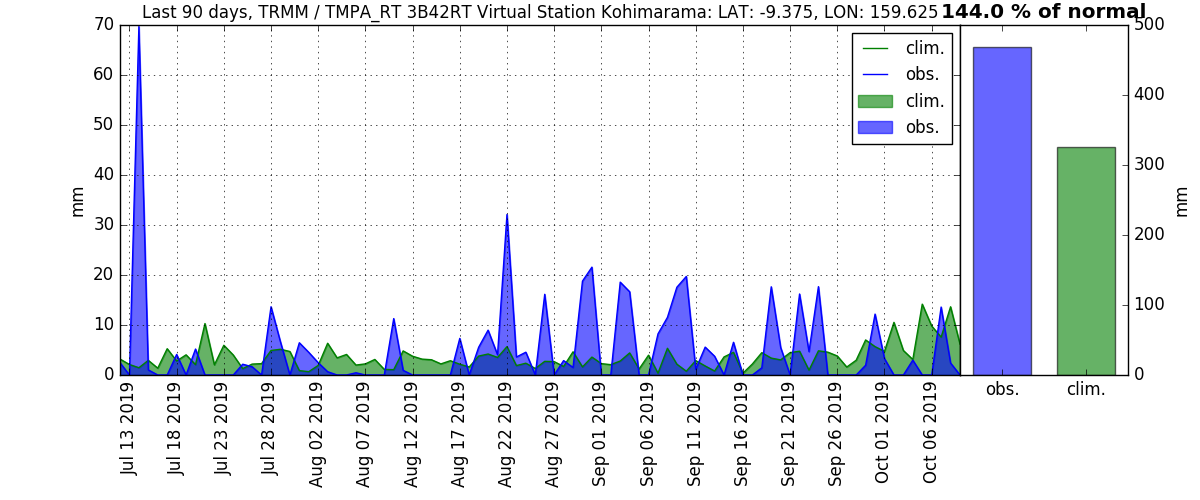 Last 90 days, TRMM / TMPA_RT 3B42RT Virtual Station Kohimarama: LAT: -9.375, LON: 159.625
144.0 % of normal
70
60
50
40
30
20
10
0
mm
clim.
obs.
clim.
obs.
500
400
300
200
100
0
mm
Jul 13 2019
Jul 18 2019
Jul 23 2019
Jul 28 2019
Aug 02 2019
Aug 07 2019
Aug 12 2019
Aug 17 2019
Aug 22 2019
Aug 27 2019
Sep 01 2019
Sep 06 2019
Sep 11 2019
Sep 16 2019
Sep 21 2019
Sep 26 2019
Oct 01 2019
Oct 06 2019
obs.
clim.